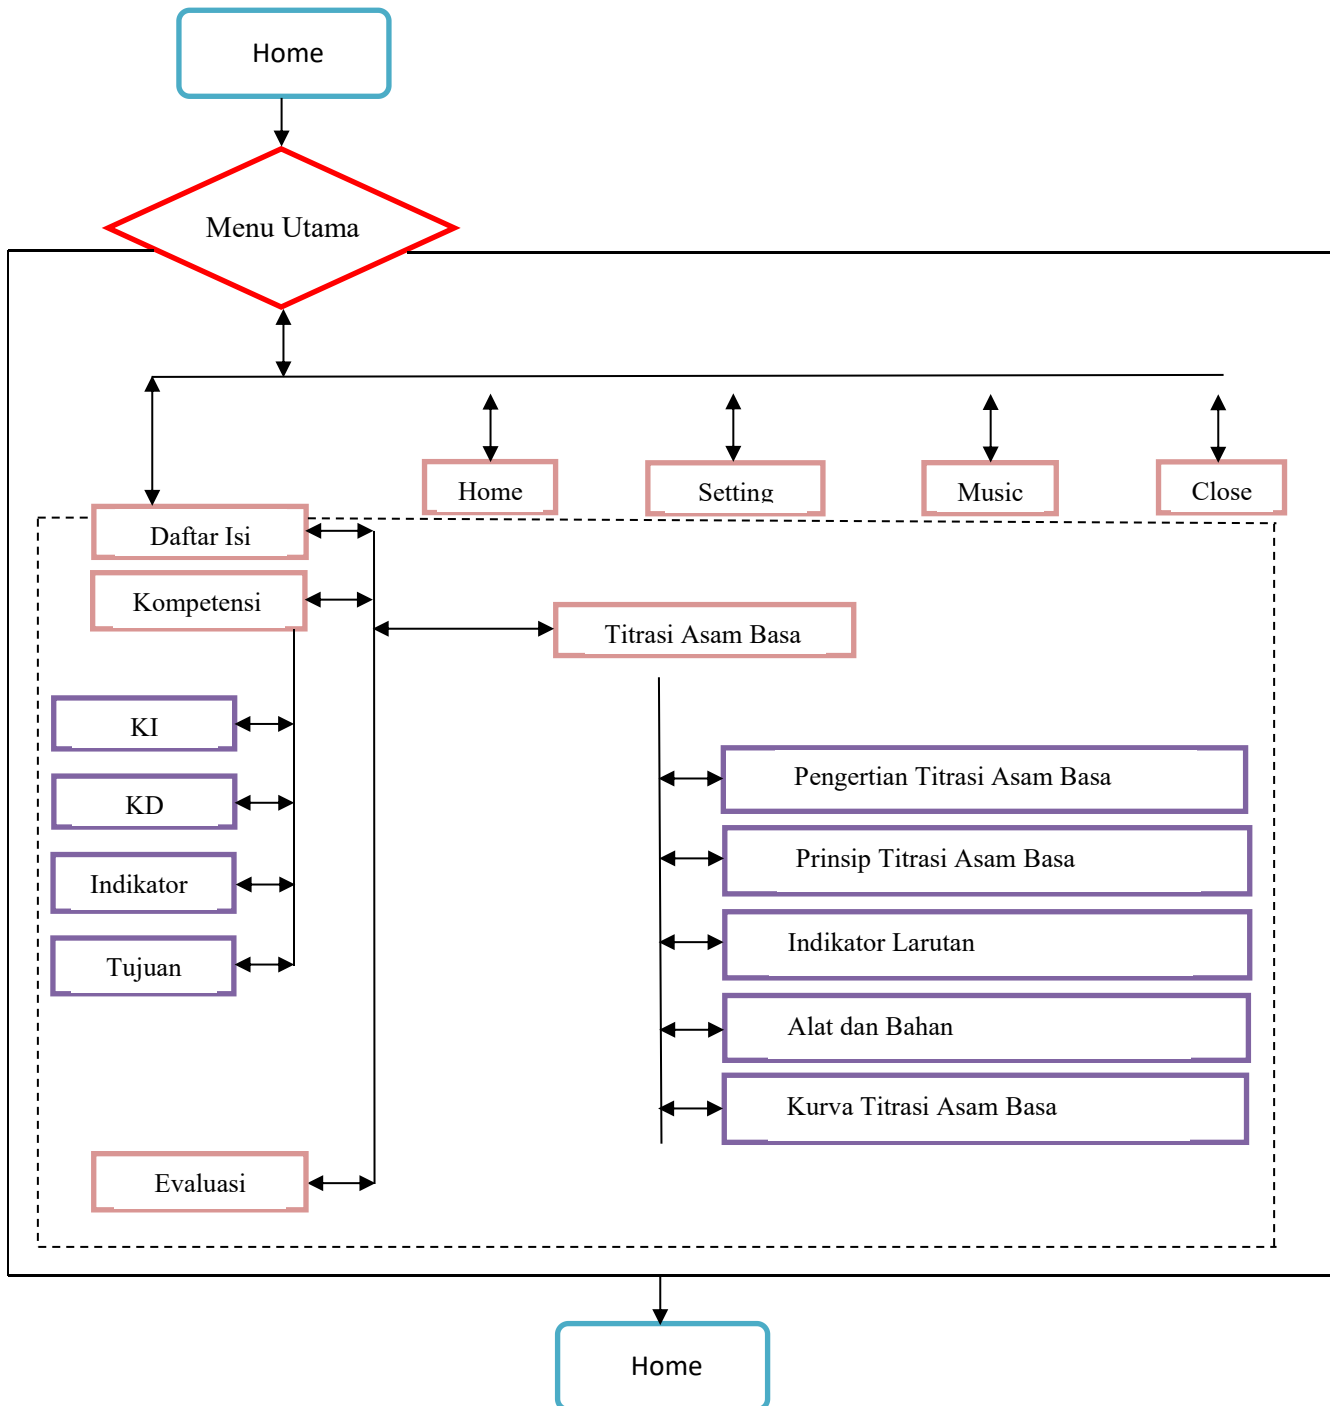 Home
Menu Utama
Home
Setting
Music
Close
Daftar Isi
Kompetensi
Titrasi Asam Basa
KI
KD
Indikator
Tujuan
Pengertian Titrasi Asam Basa
Prinsip Titrasi Asam Basa
Indikator Larutan
Alat dan Bahan
Kurva Titrasi Asam Basa
Evaluasi
Home